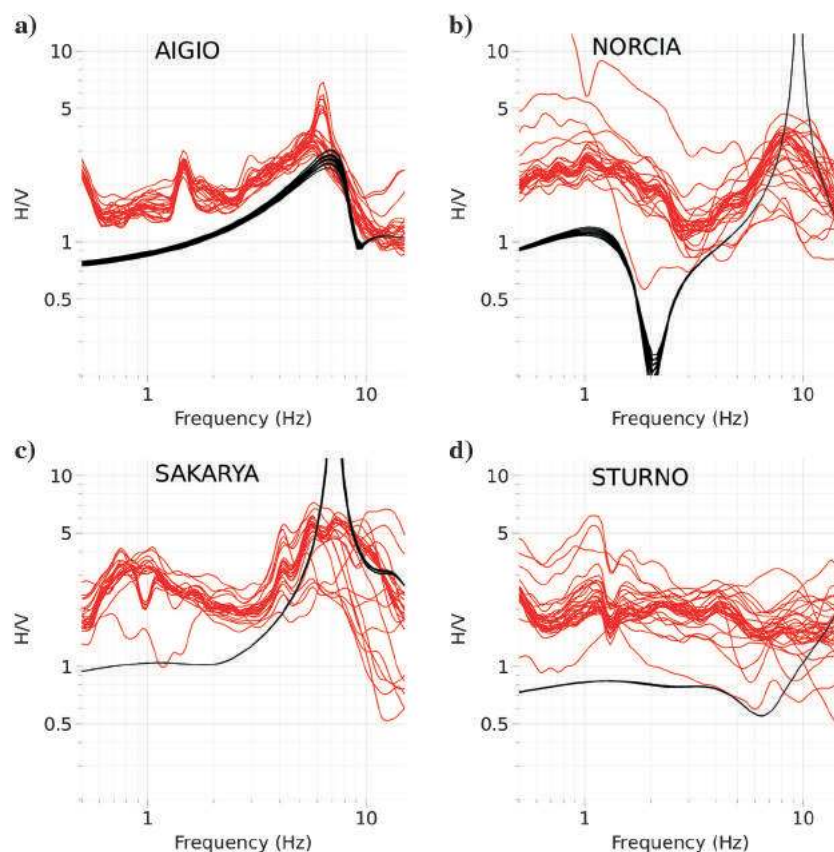 a)
AIGIO
10
5
1
0.5
H/V
1
10
Frequency (Hz)
b)
NORCIA
10
5
1
0.5
H/V
1
10
Frequency (Hz)
c)
SAKARYA
10
5
1
0.5
H/V
1
10
Frequency (Hz)
d)
STURNO
10
5
1
0.5
H/V
1
10
Frequency (Hz)